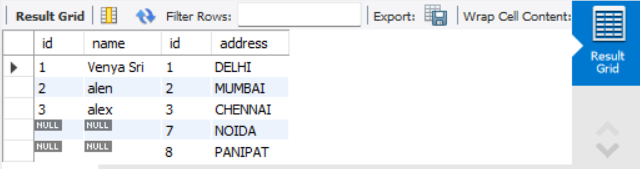 Result Grid Filter Rows: Export: Wrap Cell Content:
Result Grid
id name id address
1 Venya Sri 1 DELHI
2 alen 2 MUMBAI
3 alex 3 CHENNAI
NULL NULL 7 NOIDA
NULL NULL 8 PANIPAT